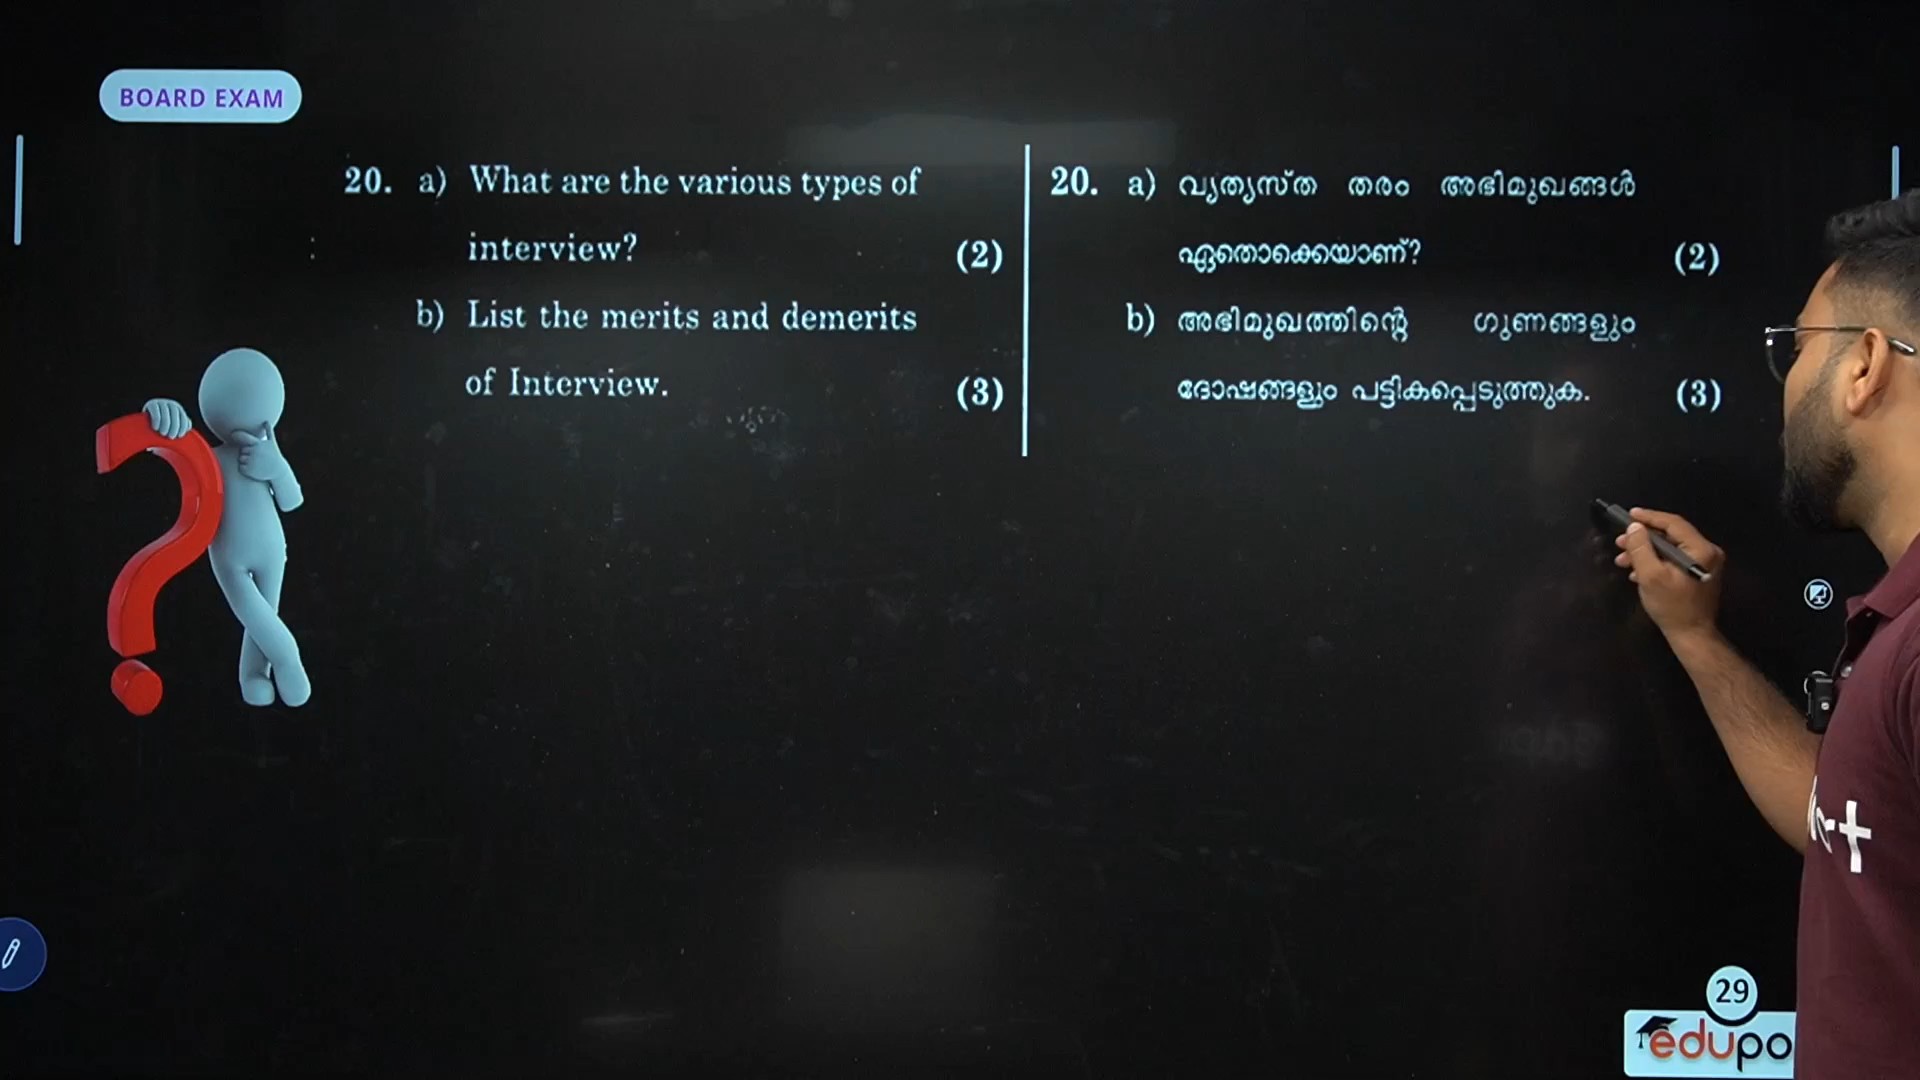 BOARD EXAM
20. a) What are the various types of
interview? (2)
b) List the merits and demerits
of Interview. (3)
20. a) വ്യത്യസ്ത തരം അഭിമുഖങ്ങൾ
ഏതൊക്കെയാണ്? (2)
b) അഭിമുഖത്തിന്റെ ഗുണങ്ങളും
ദോഷങ്ങളും പട്ടികപ്പെടുത്തുക. (3)
29
edupo